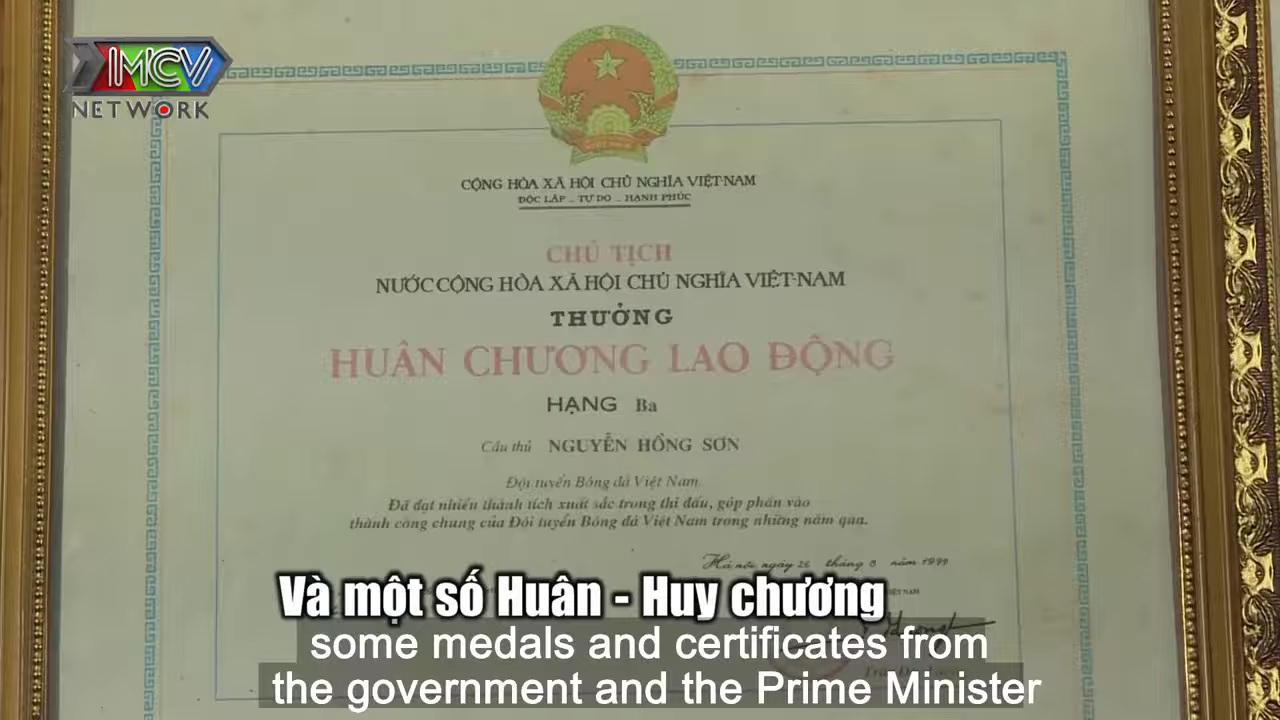 MCV
NETWORK
CỘNG HÒA XÃ HỘI CHỦ NGHĨA VIỆT-NAM
ĐỘC LẬP - TỰ DO - HẠNH PHÚC
CHỦ TỊCH
NƯỚC CỘNG HÒA XÃ HỘI CHỦ NGHĨA VIỆT-NAM
THƯỞNG
HUÂN CHƯƠNG LAO ĐỘNG
HẠNG Ba
Cầu thủ NGUYỄN HỒNG SƠN
Đội tuyển Bóng đá Việt Nam.
Đã đạt nhiều thành tích xuất sắc trong thi đấu, góp phần vào
thành công chung của Đội tuyển Bóng đá Việt Nam trong những năm qua.
Hà nội, ngày 26 tháng 8 năm 1999
Và một số Huân - Huy chương
some medals and certificates from
the government and the Prime Minister